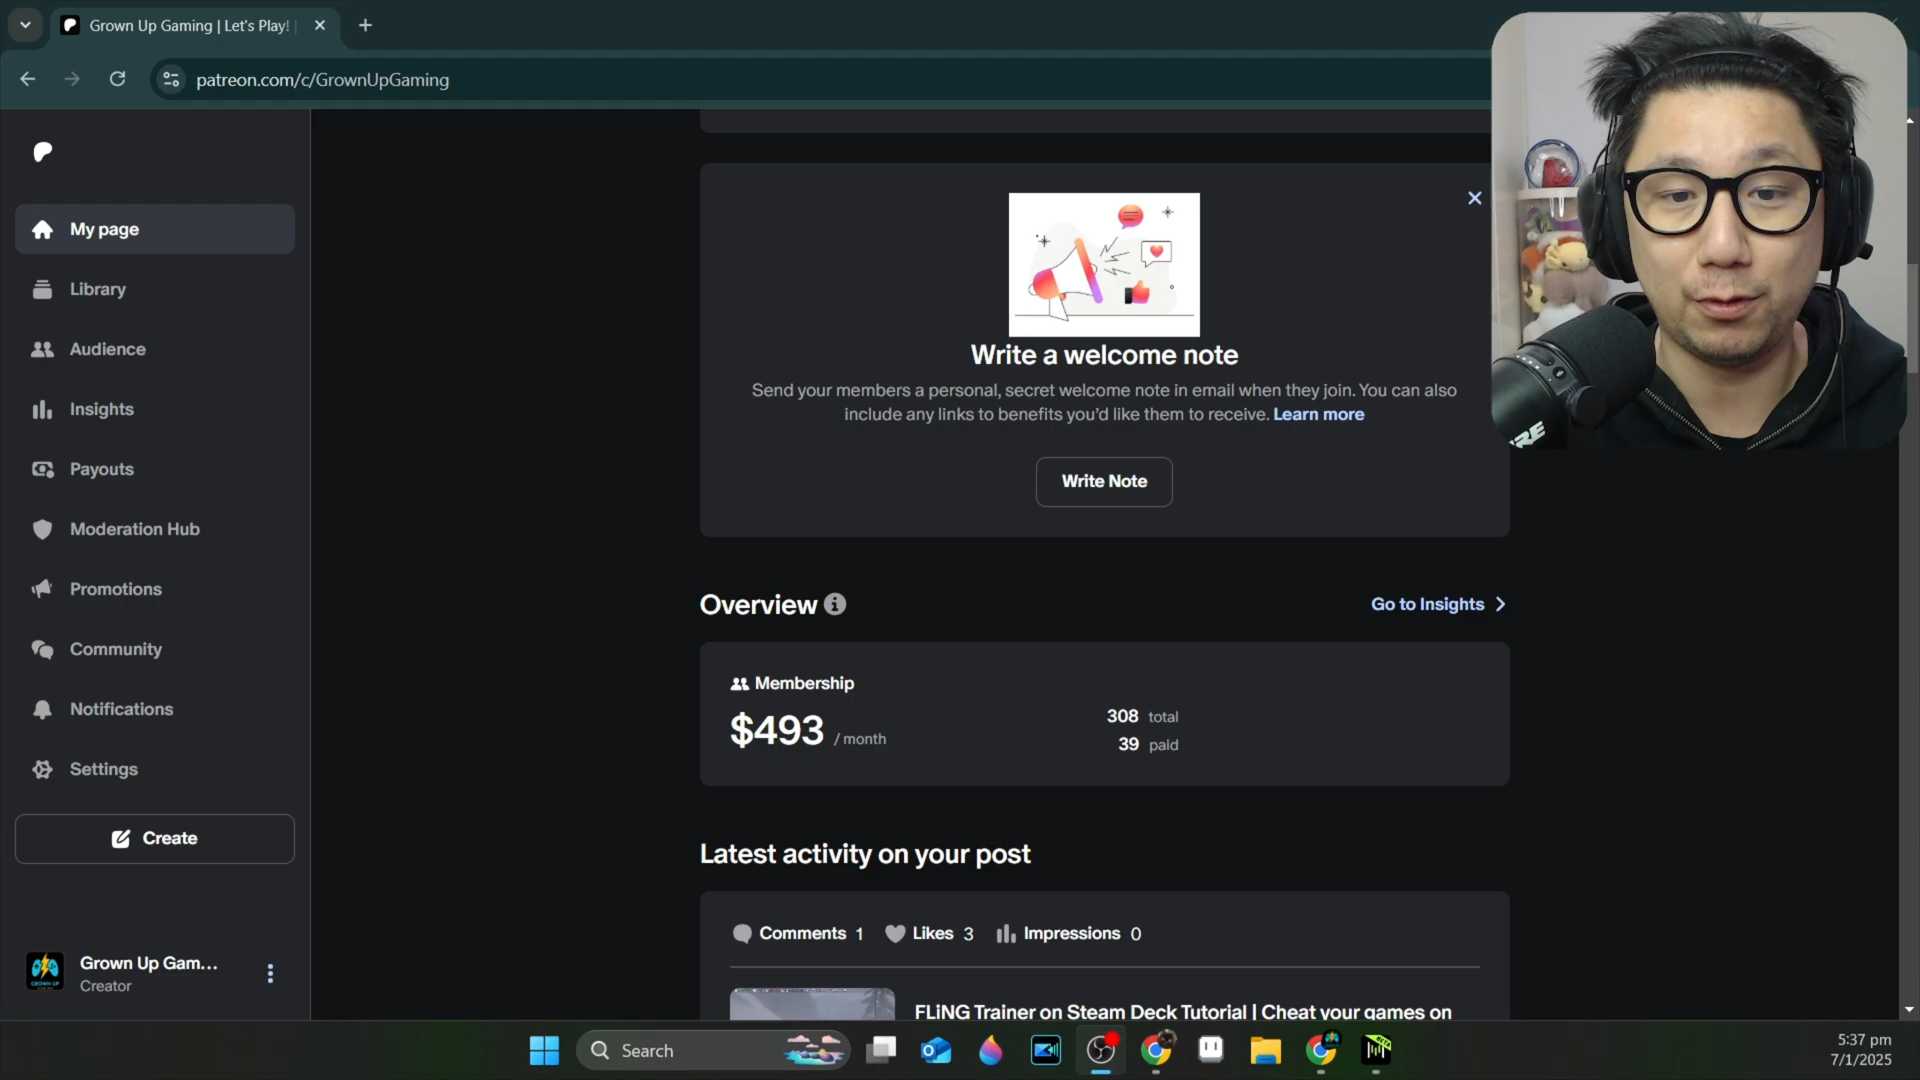 Grown Up Gaming | Let's Play! |
patreon.com/c/GrownUpGaming
My page
Library
Audience
Insights
Payouts
Moderation Hub
Promotions
Community
Notifications
Settings
Create
Grown Up Gam...
Creator
Write a welcome note
Send your members a personal, secret welcome note in email when they join. You can also
include any links to benefits you'd like them to receive. Learn more
Write Note
Overview
Go to Insights
Membership
$493 / month
308 total
39 paid
Latest activity on your post
Comments 1 Likes 3 Impressions 0
FLiNG Trainer on Steam Deck Tutorial | Cheat your games on
Search
5:37 pm
7/1/2025